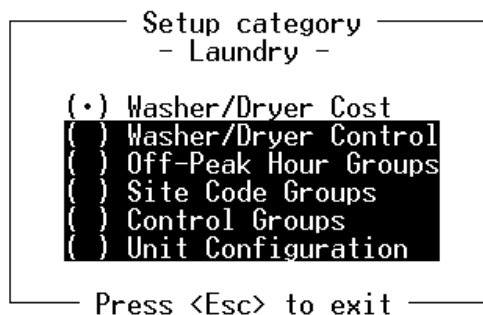 Setup category
- Laundry -
(•) Washer/Dryer Cost
( ) Washer/Dryer Control
( ) Off-Peak Hour Groups
( ) Site Code Groups
( ) Control Groups
( ) Unit Configuration
Press <Esc> to exit